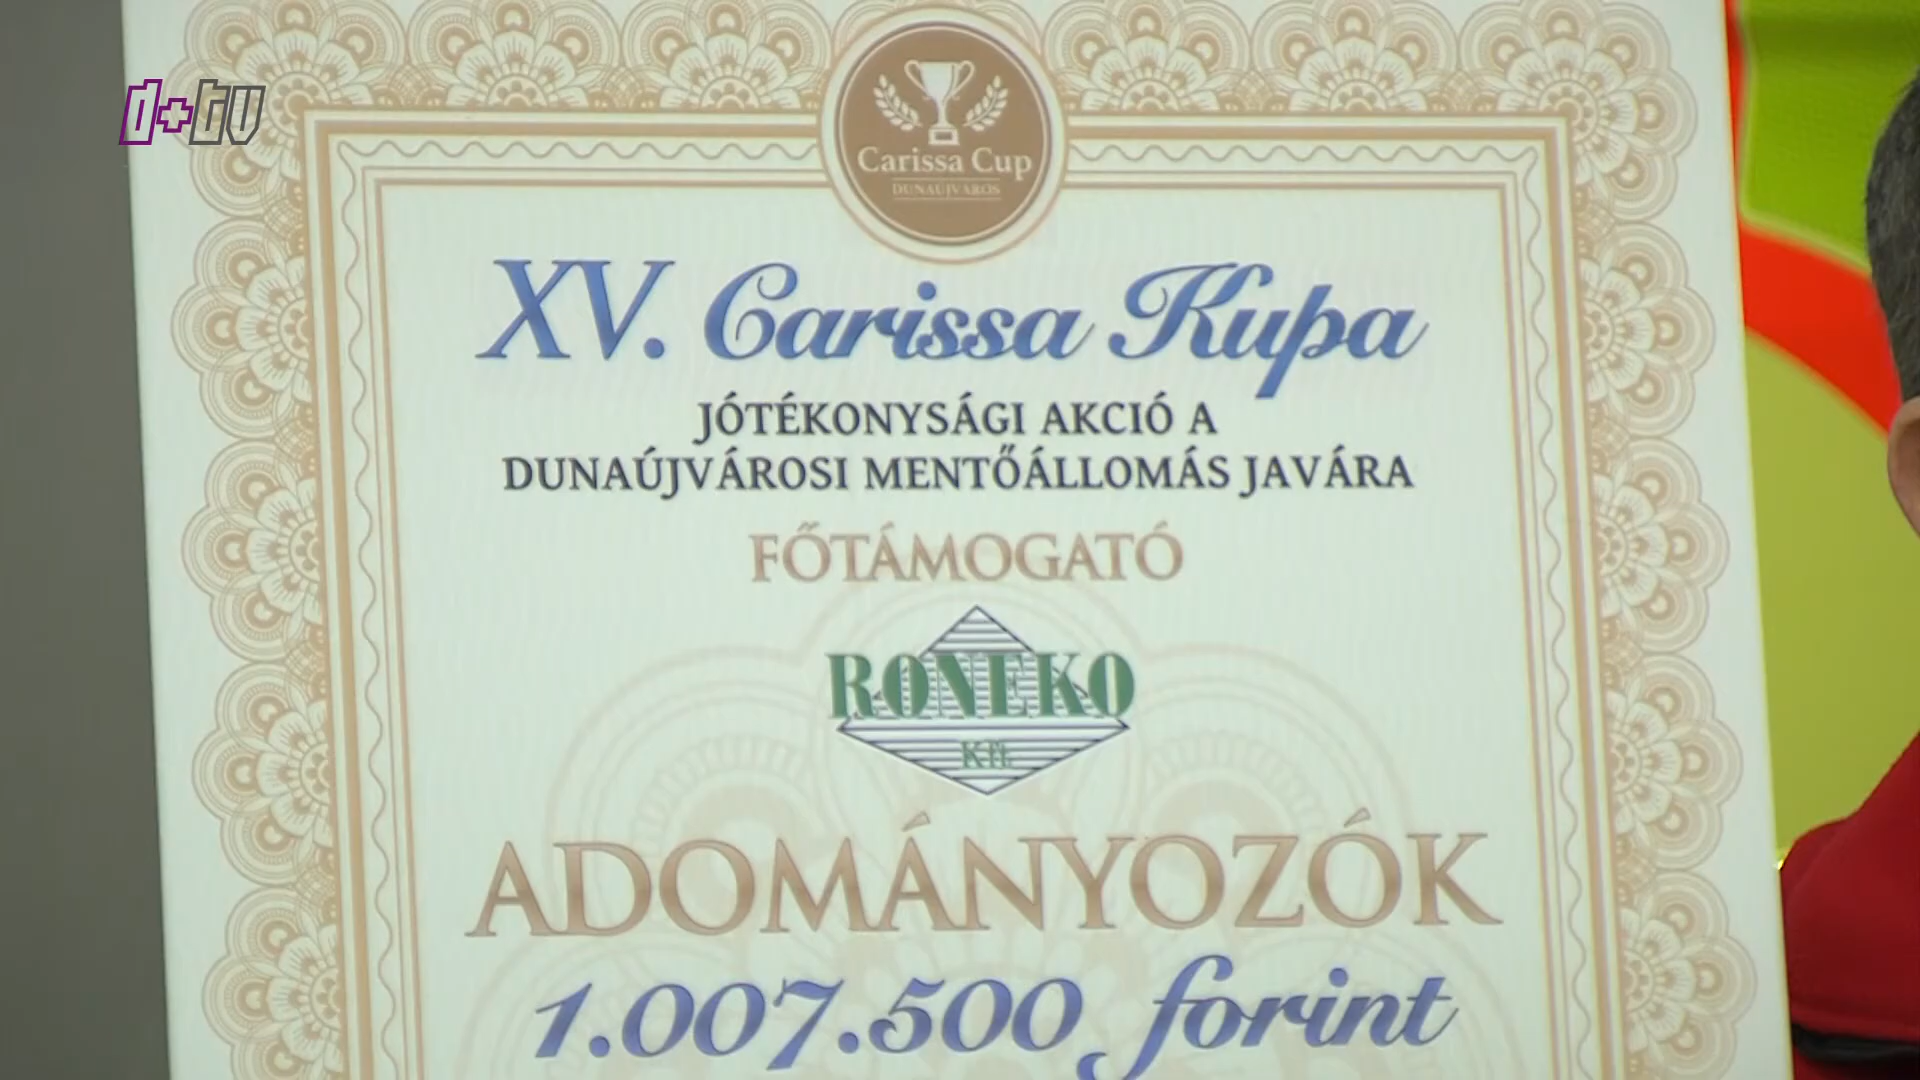 d+tv
Carissa Cup
DUNAÚJVÁROS
XV. Carissa Kupa
JÓTÉKONYSÁGI AKCIÓ A
DUNAÚJVÁROSI MENTŐÁLLOMÁS JAVÁRA
FŐTÁMOGATÓ
RONEKO
Kft.
ADOMÁNYOZÓK
1.007.500 forint